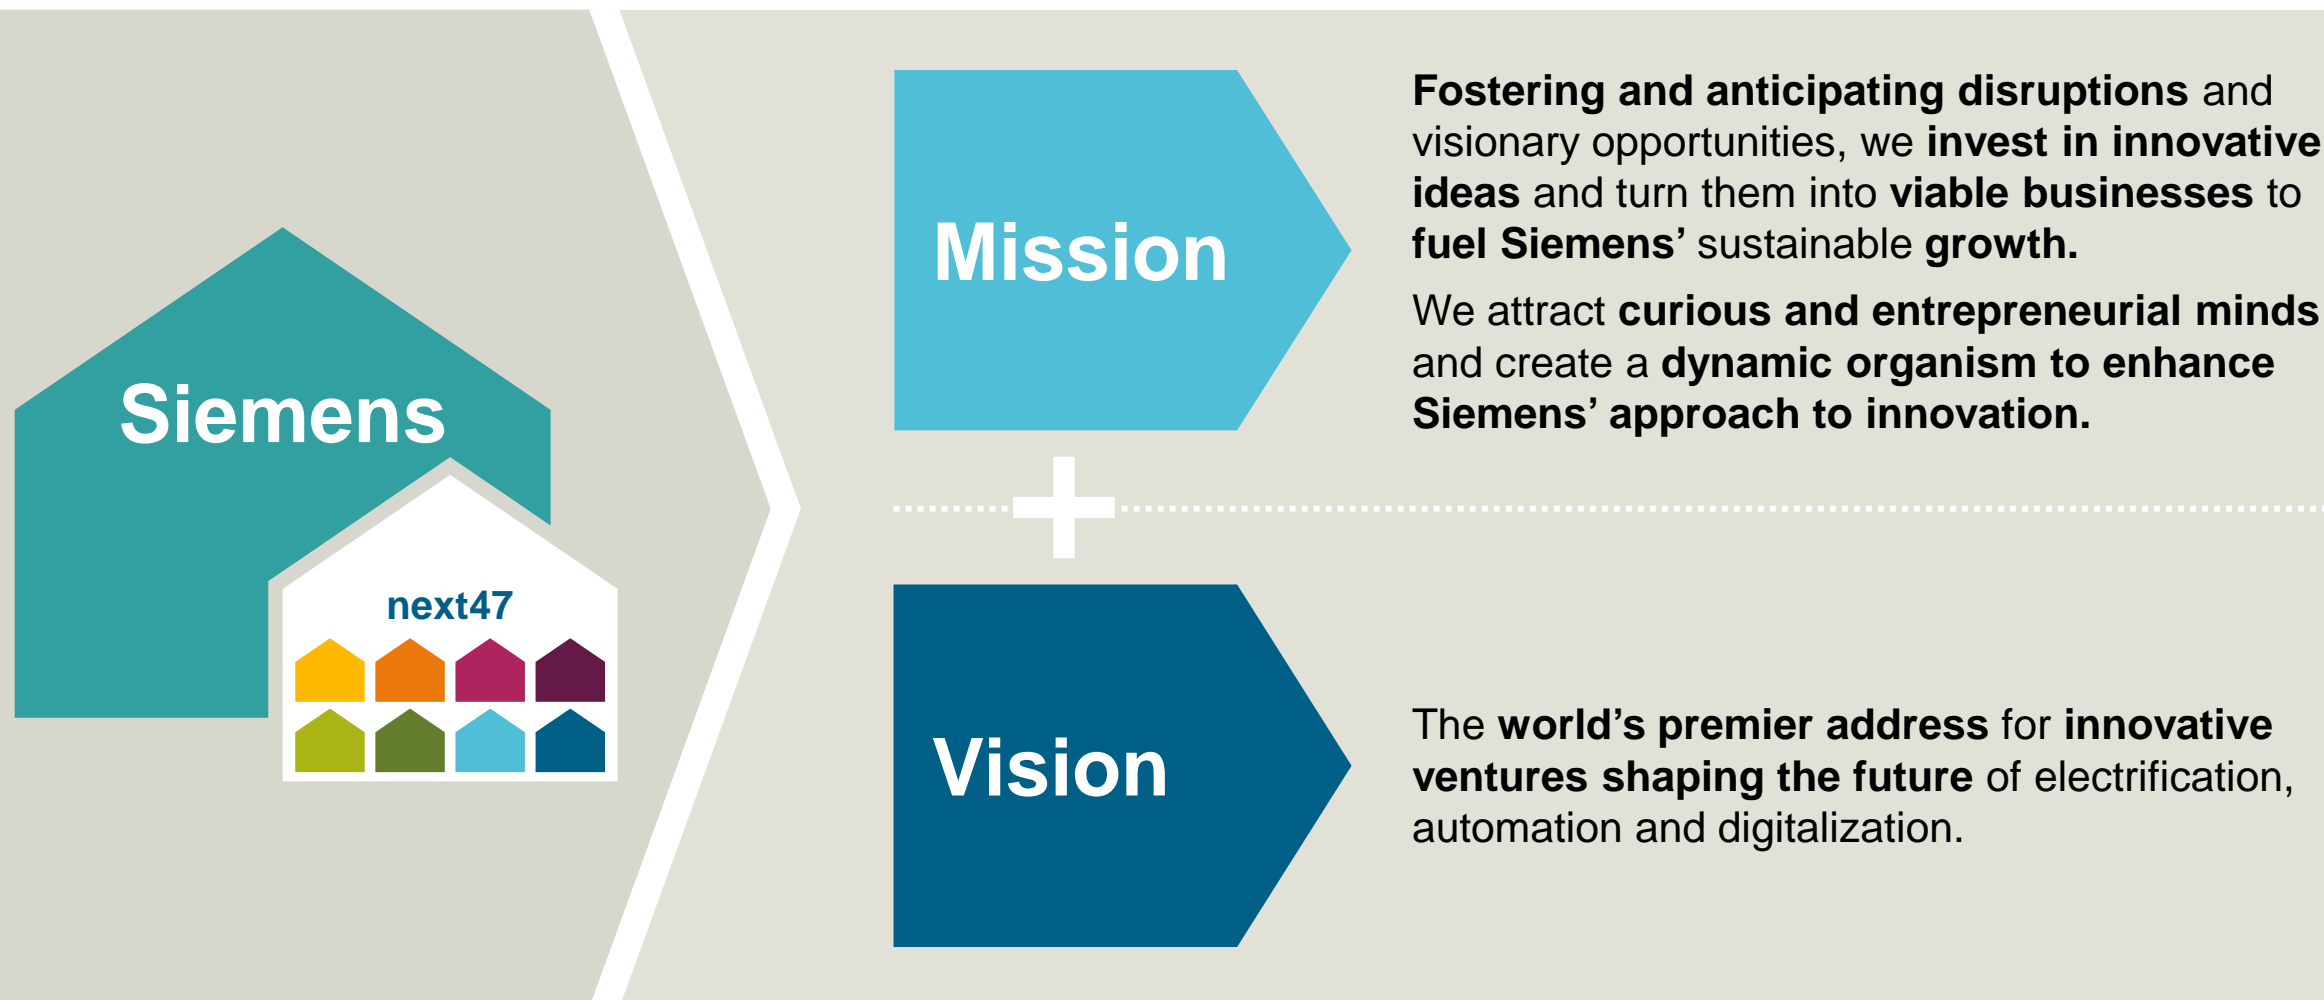 Siemens
next47
Mission
Fostering and anticipating disruptions and
visionary opportunities, we invest in innovative
ideas and turn them into viable businesses to
fuel Siemens’ sustainable growth.
We attract curious and entrepreneurial minds
and create a dynamic organism to enhance
Siemens’ approach to innovation.
Vision
The world’s premier address for innovative
ventures shaping the future of electrification,
automation and digitalization.